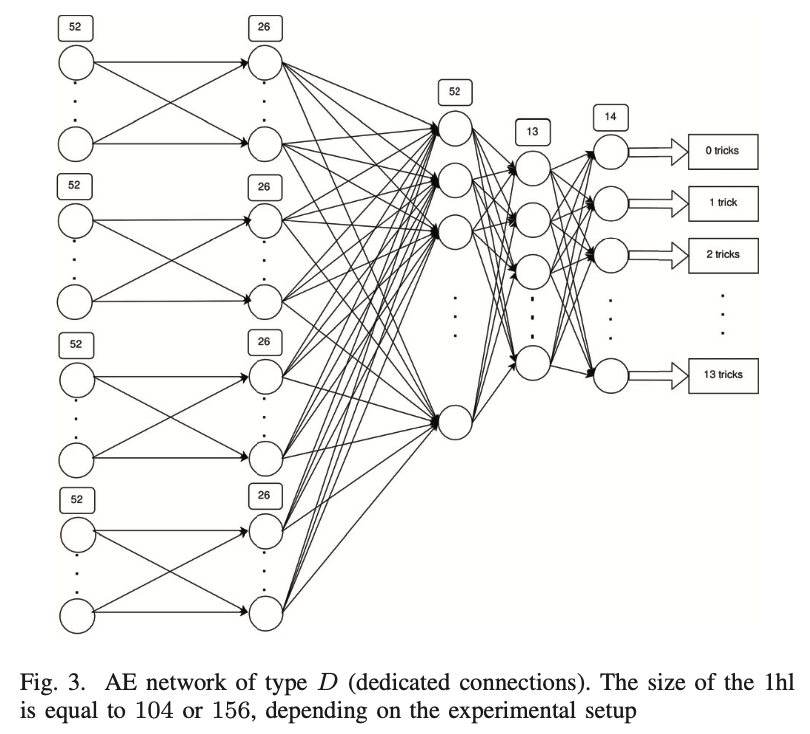 52
26
52
26
52
26
52
26
52
13
14
0 tricks
1 trick
2 tricks
13 tricks
Fig. 3. AE network of type D (dedicated connections). The size of the 1hl
is equal to 104 or 156, depending on the experimental setup